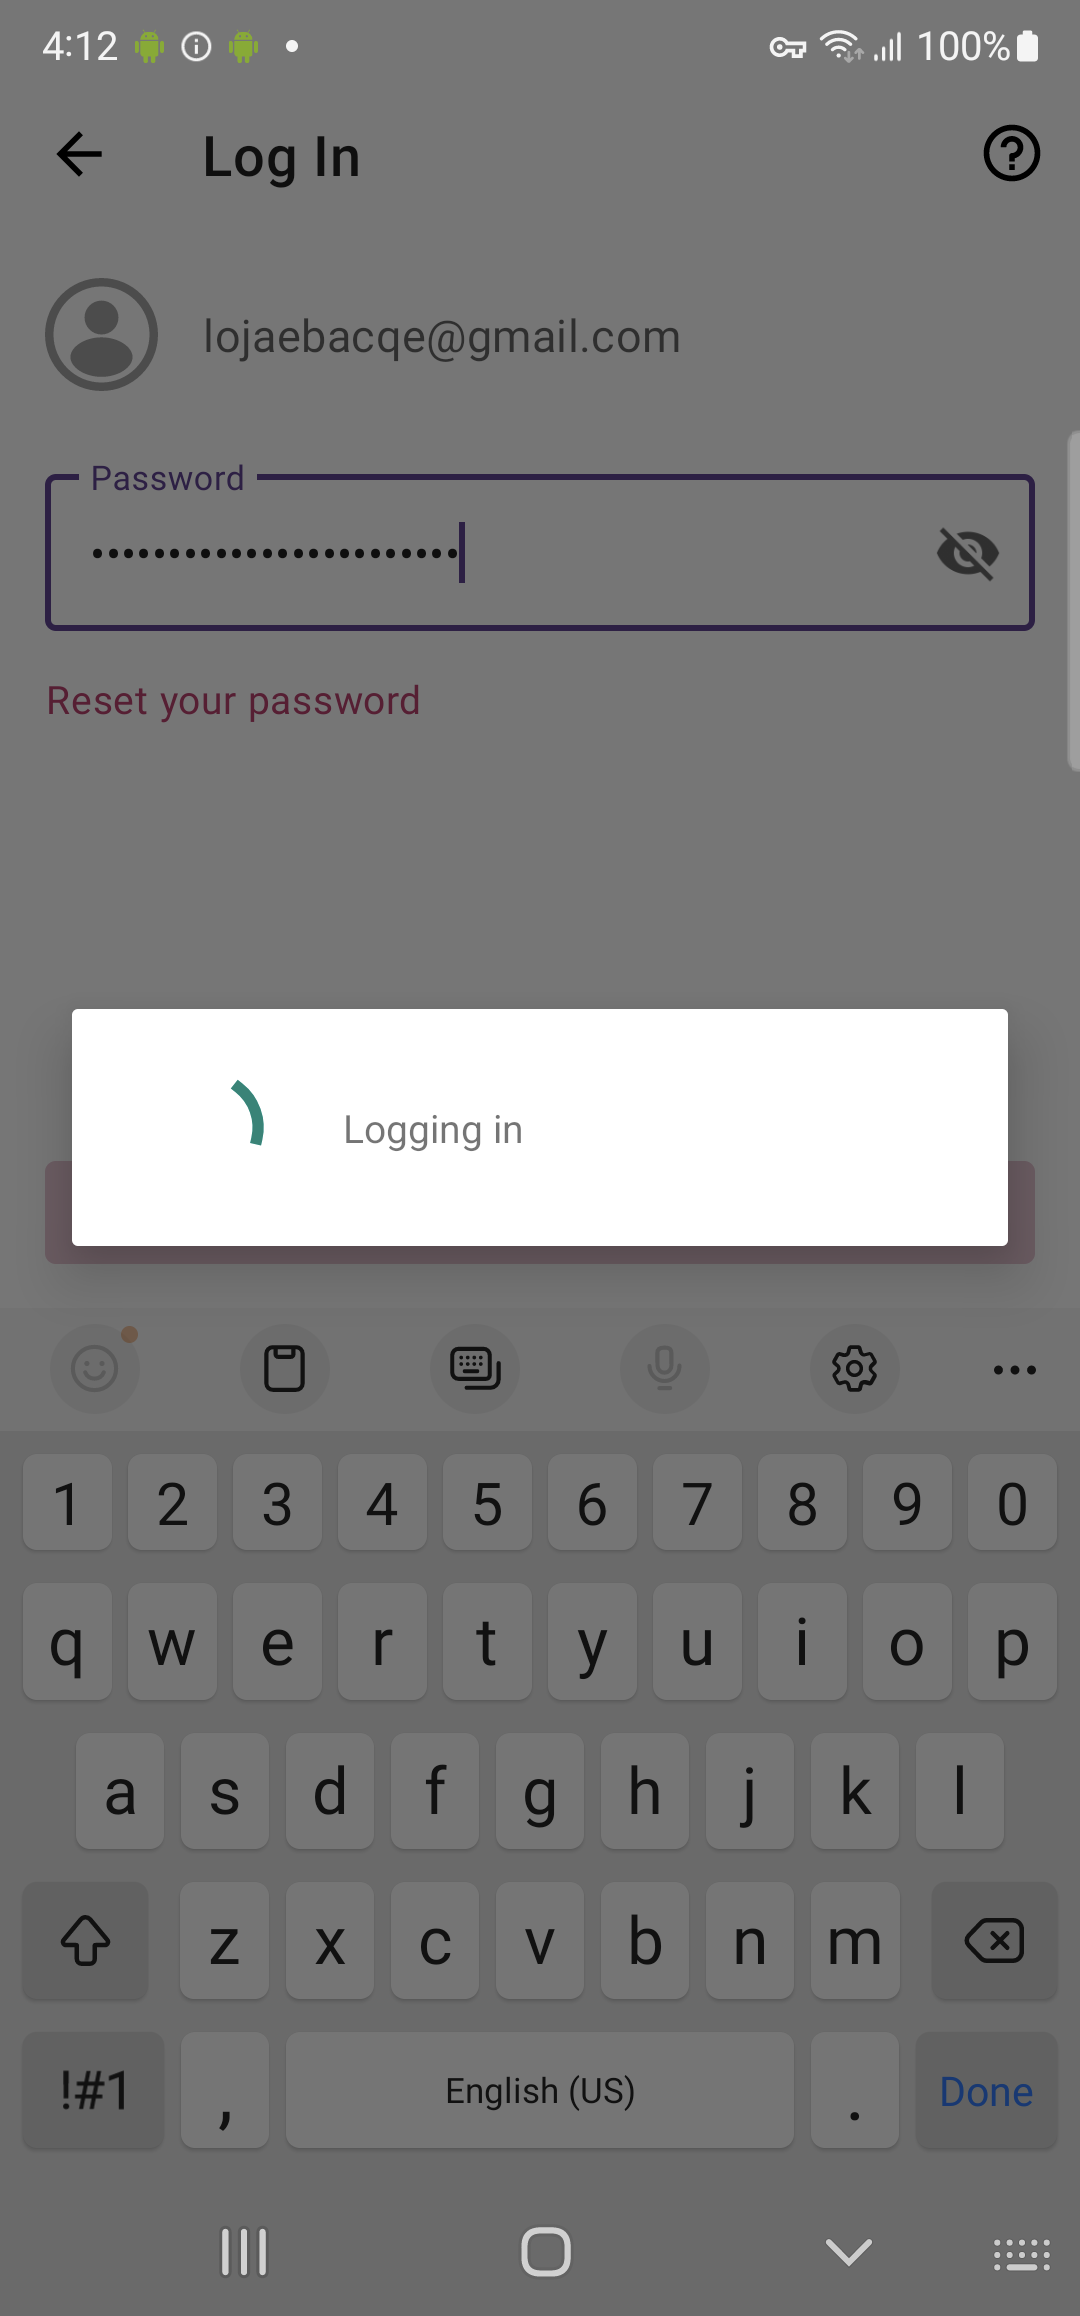 4:12 100%
Log In
lojaebacqe@gmail.com
Password
••••••••••••••••••••••••
Reset your password
Logging in
1 2 3 4 5 6 7 8 9 0
q w e r t y u i o p
a s d f g h j k l
z x c v b n m
!#1 , English (US) . Done